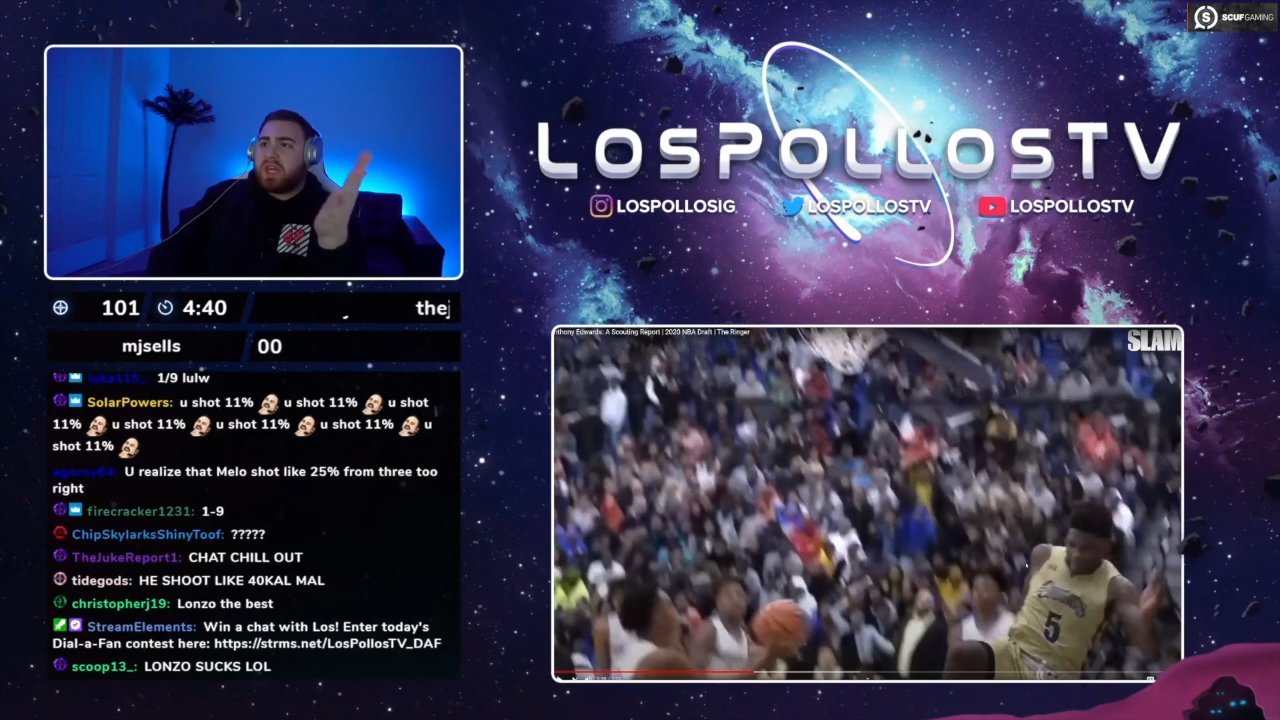 SCUFGAMING
LosPollosTV
LOSPOLLOSIG
LOSPOLLOSTV
LOSPOLLOSTV
101
4:40
thej
mjsells
00
1/9 lulw
SolarPowers: u shot 11% u shot 11% u shot
11% u shot 11% u shot 11% u shot 11% u
shot 11%
U realize that Melo shot like 25% from three too
right
firecracker1231: 1-9
ChipSkylarksShinyToof: ?????
TheJukeReport1: CHAT CHILL OUT
tidegods: HE SHOOT LIKE 40KAL MAL
christopherj19: Lonzo the best
StreamElements: Win a chat with Los! Enter today's
Dial-a-Fan contest here: https://strms.net/LosPollosTV_DAF
scoop13_: LONZO SUCKS LOL
nthony Edwards: A Scouting Report | 2020 NBA Draft | The Ringer
SLAM
5